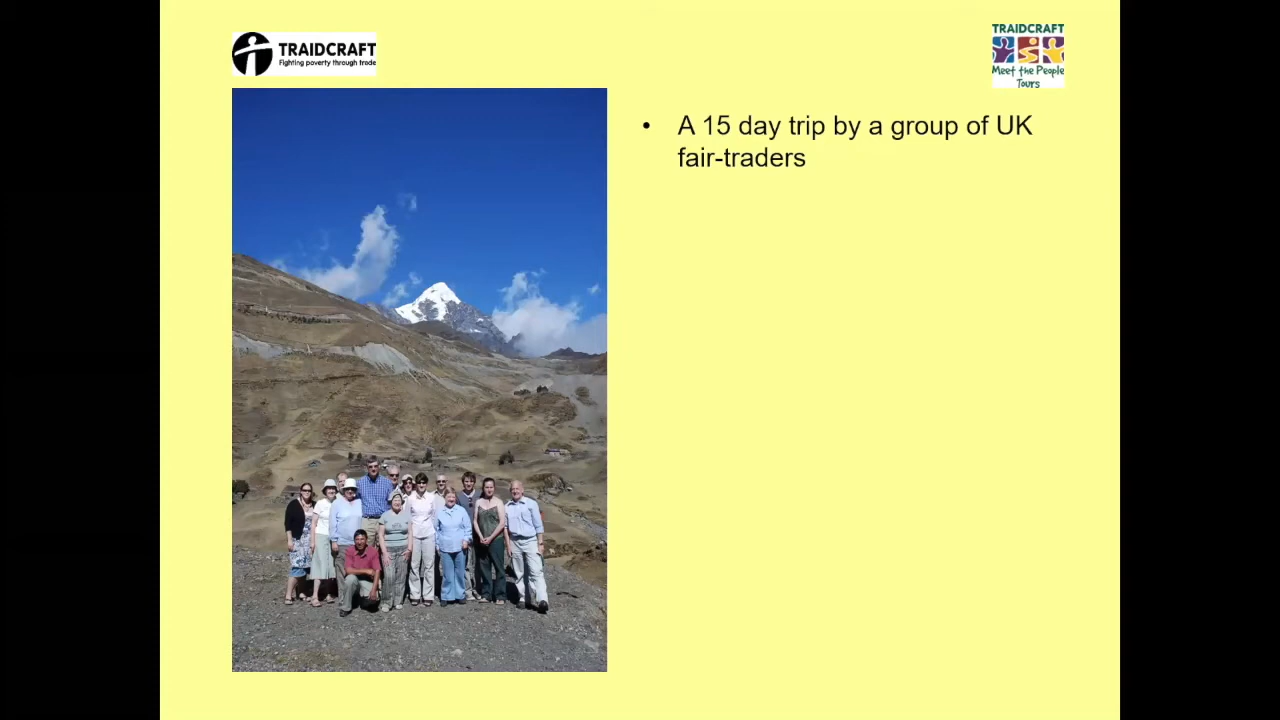 TRAIDCRAFT
Fighting poverty through trade
TRAIDCRAFT
Meet the People
Tours
• A 15 day trip by a group of UK
fair-traders